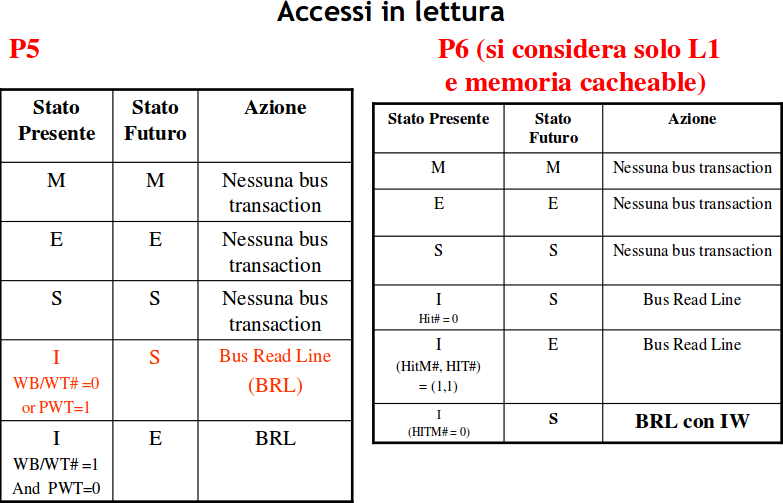 Accessi in lettura
P5
Stato Presente
Stato Futuro
Azione
M
M
Nessuna bus
transaction
E
E
Nessuna bus
transaction
S
S
Nessuna bus
transaction
I
WB/WT# =0
or PWT=1
S
Bus Read Line
(BRL)
I
WB/WT# =1
And PWT=0
E
BRL
P6 (si considera solo L1
e memoria cacheable)
Stato Presente
Stato
Futuro
Azione
M
M
Nessuna bus transaction
E
E
Nessuna bus transaction
S
S
Nessuna bus transaction
I
Hit# = 0
S
Bus Read Line
I
(HitM#, HIT#)
= (1,1)
E
Bus Read Line
I
(HITM# = 0)
S
BRL con IW